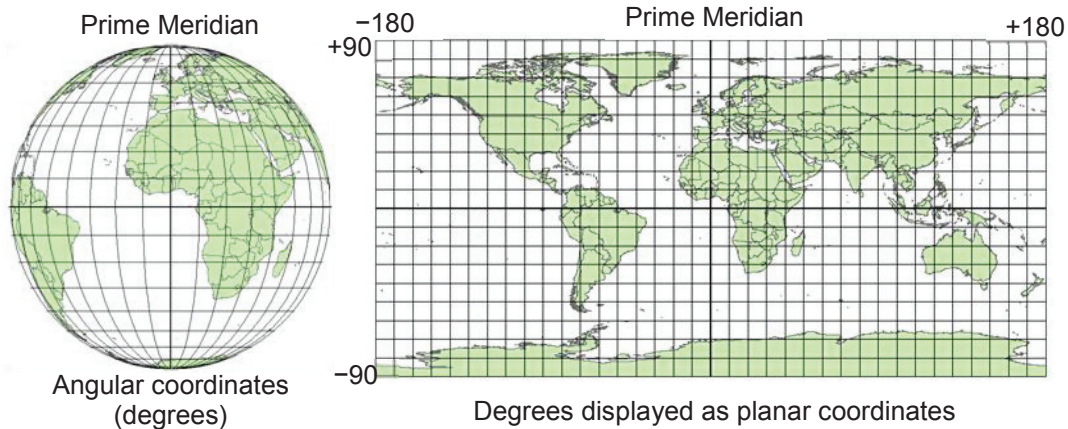 Prime Meridian
Angular coordinates
(degrees)
−180
Prime Meridian
+180
+90
−90
Degrees displayed as planar coordinates